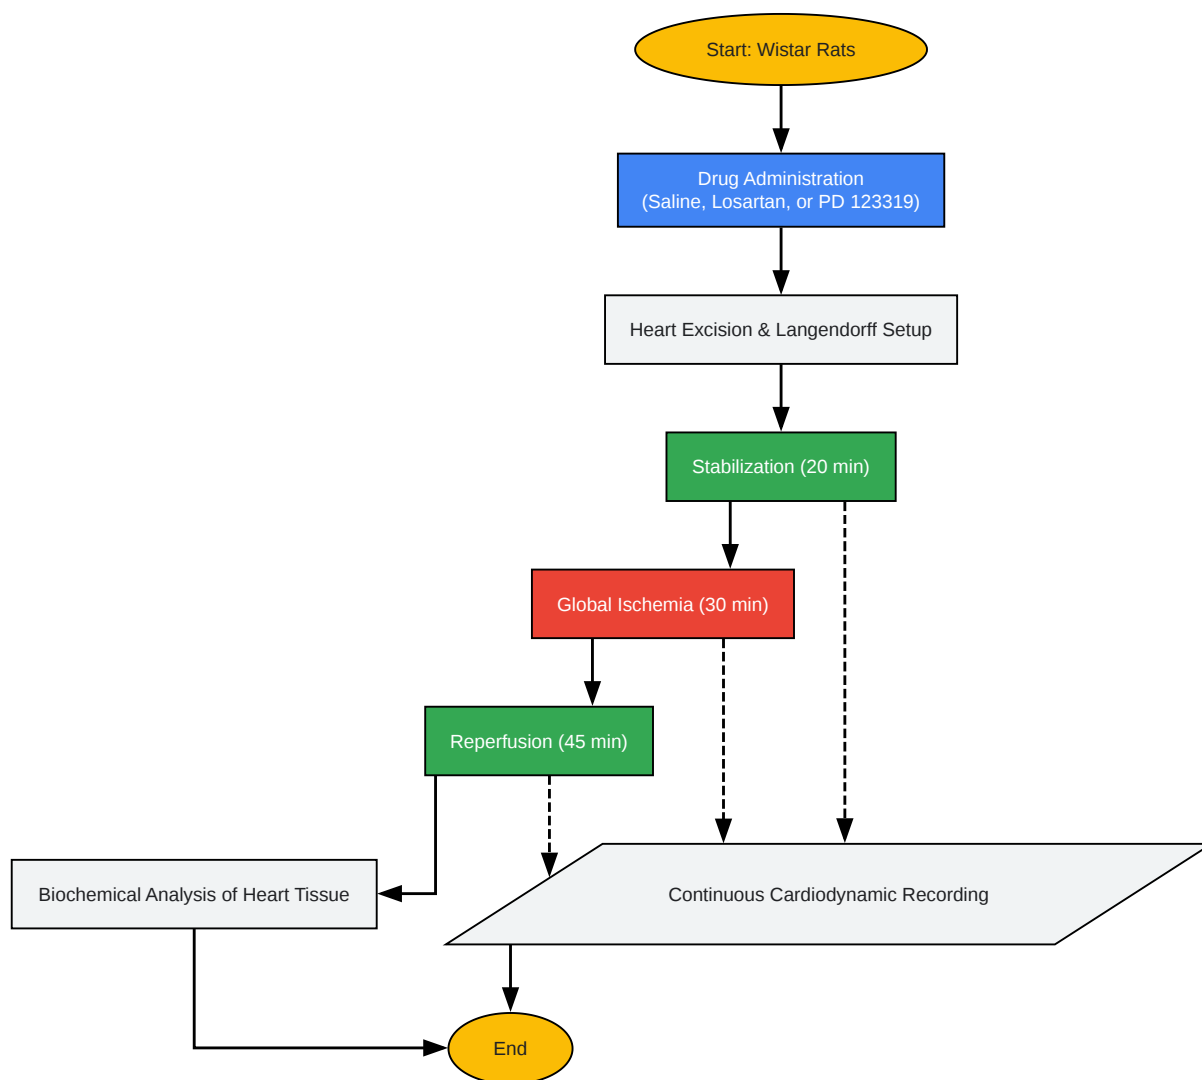 Start: Wistar Rats
Drug Administration
(Saline, Losartan, or PD 123319)
Heart Excision & Langendorff Setup
Stabilization (20 min)
Global Ischemia (30 min)
Reperfusion (45 min)
Biochemical Analysis of Heart Tissue
Continuous Cardiodynamic Recording
End